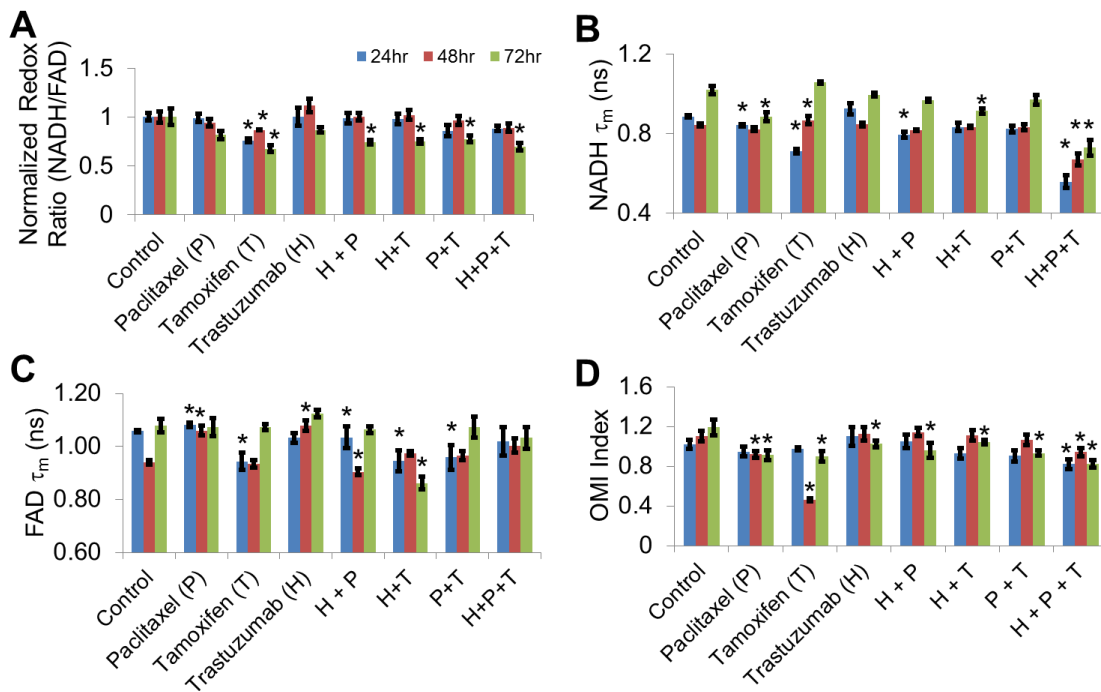 A
Normalized Redox
Ratio (NADH/FAD)
24hr 48hr 72hr
1.5
1
0.5
0
* * * * * * *
Control
Paclitaxel (P)
Tamoxifen (T)
Trastuzumab (H)
H + P
H+T
P+T
H+P+T
B
NADH τm (ns)
1.2
0.8
0.4
* * * * * * * * *
Control
Paclitaxel (P)
Tamoxifen (T)
Trastuzumab (H)
H + P
H+T
P+T
H+P+T
C
FAD τm (ns)
1.20
1.00
0.80
0.60
* * * * * * * * *
Control
Paclitaxel (P)
Tamoxifen (T)
Trastuzumab (H)
H + P
H+T
P+T
H+P+T
D
OMI Index
1.6
1.2
0.8
0.4
0
* * * * * * * * * * *
Control
Paclitaxel (P)
Tamoxifen (T)
Trastuzumab (H)
H + P
H + T
P + T
H + P + T